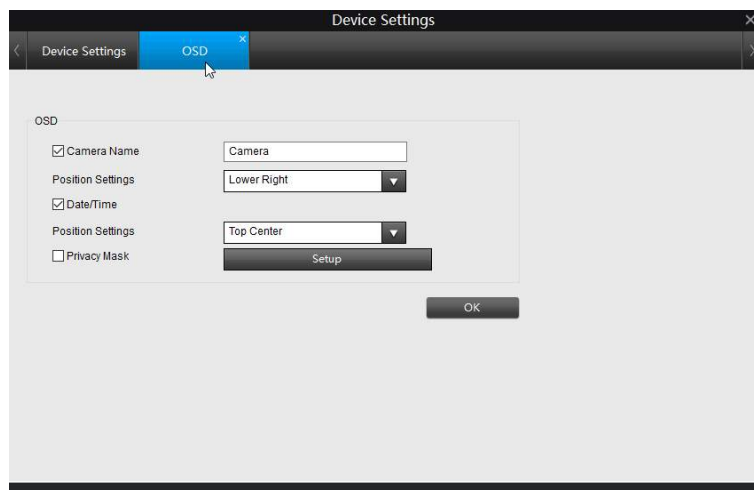 Device Settings
Device Settings OSD
OSD
Camera Name Camera
Position Settings Lower Right
Date/Time
Position Settings Top Center
Privacy Mask Setup
OK